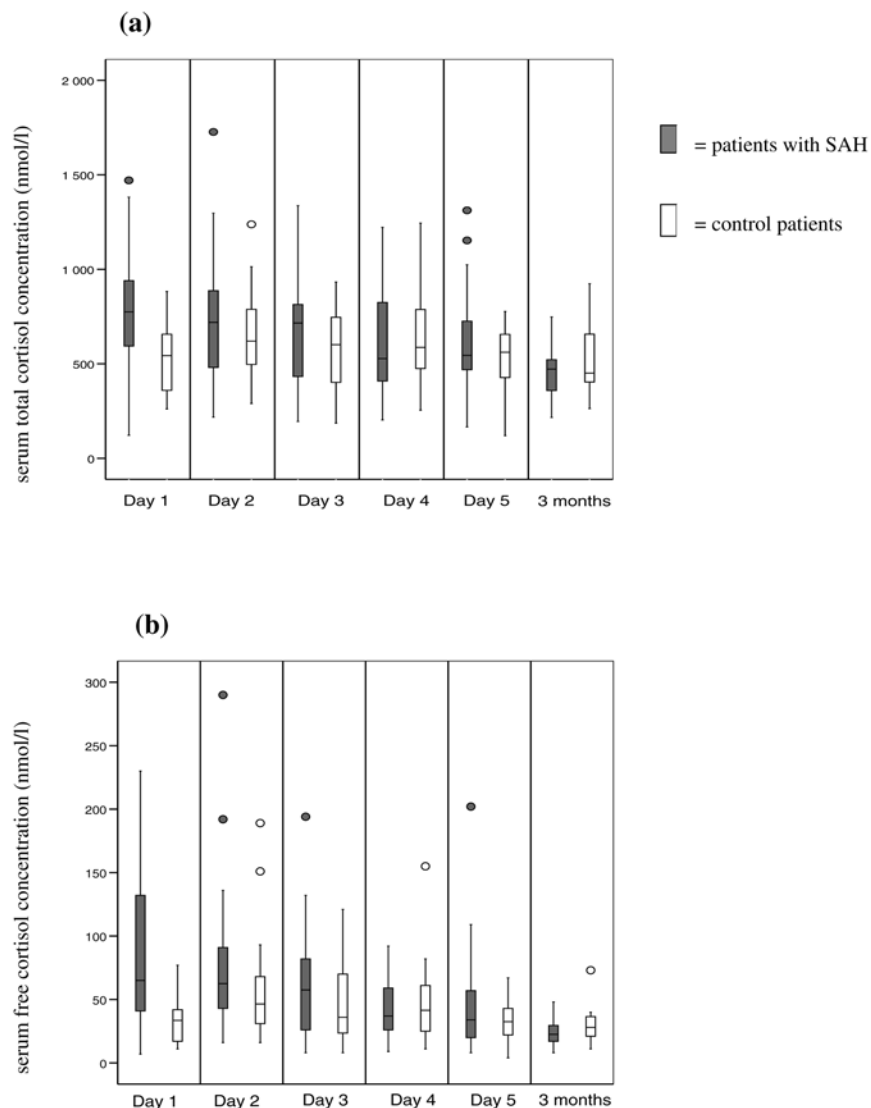 (a)
serum total cortisol concentration (nmol/l)
2 000
1 500
1 000
500
0
Day 1 Day 2 Day 3 Day 4 Day 5 3 months
= patients with SAH
= control patients
(b)
serum free cortisol concentration (nmol/l)
300
250
200
150
100
50
0
Day 1 Day 2 Day 3 Day 4 Day 5 3 months